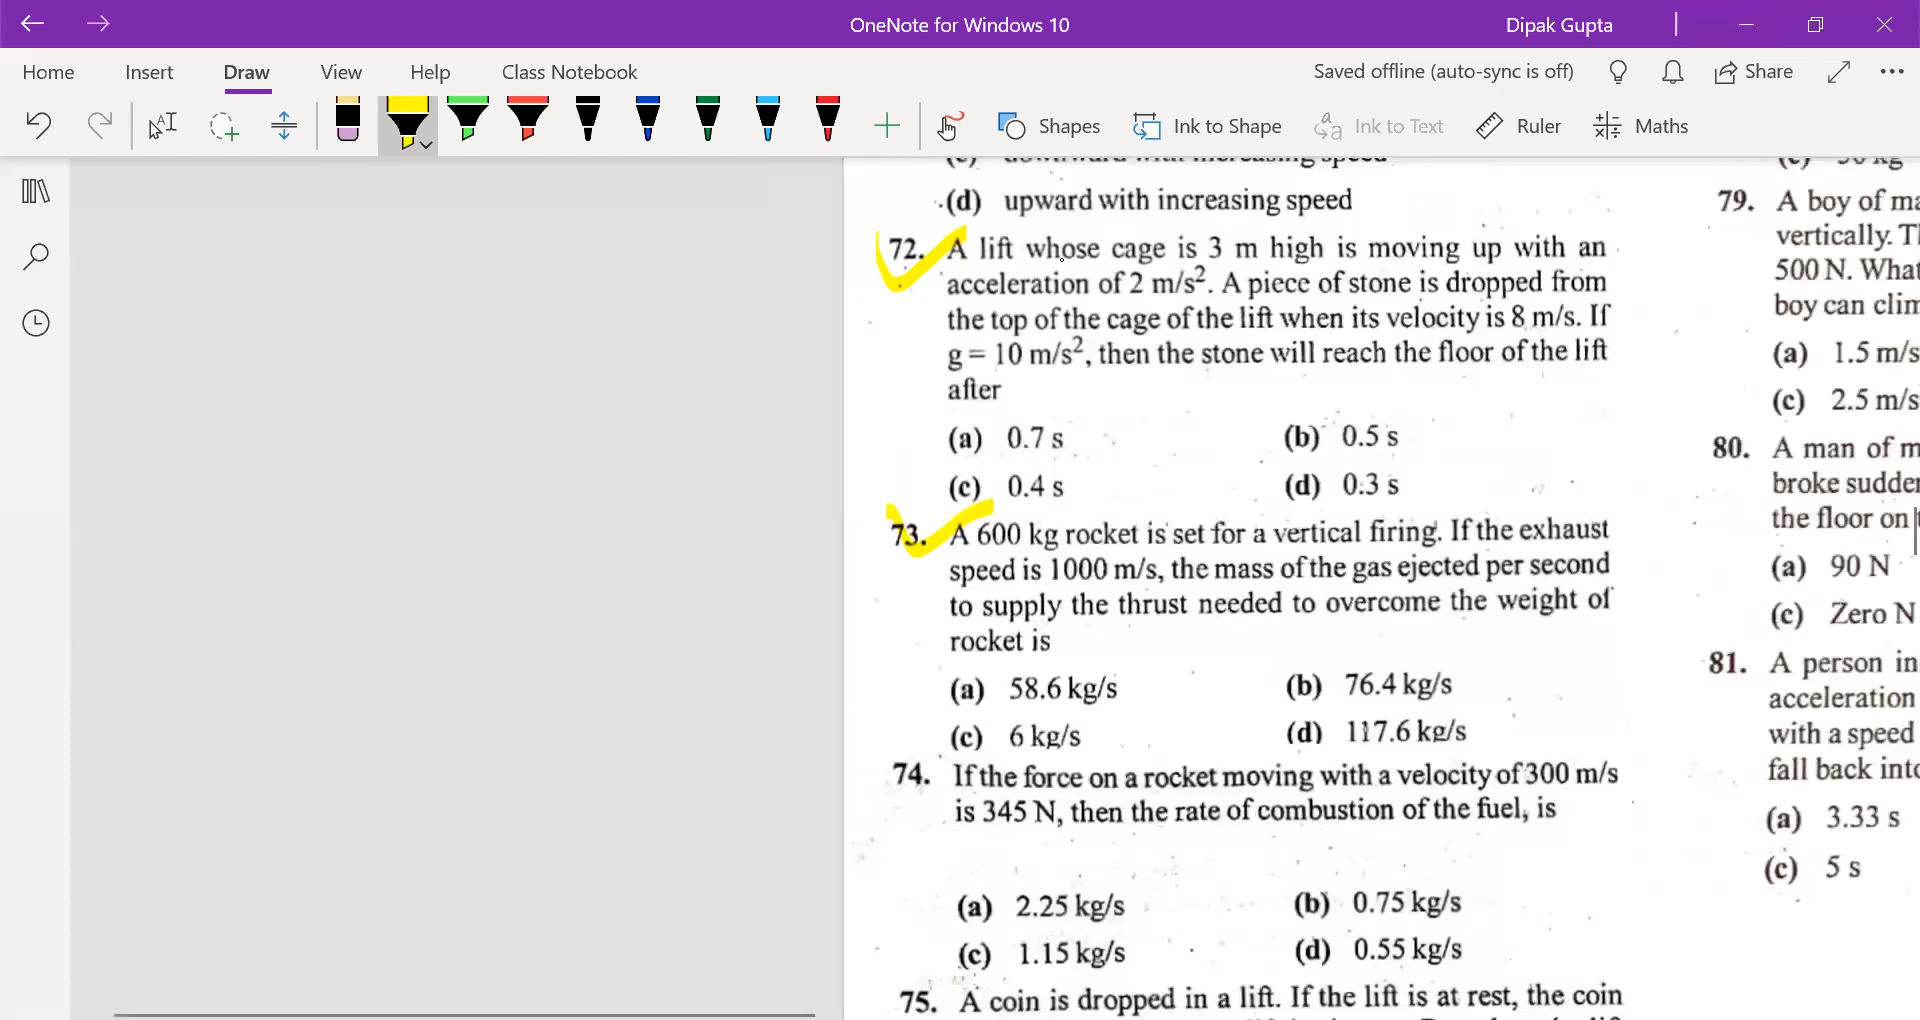 OneNote for Windows 10
Dipak Gupta
Home Insert Draw View Help Class Notebook
Saved offline (auto-sync is off) Share
Shapes Ink to Shape Ink to Text Ruler Maths
(c) downward with increasing speed
(d) upward with increasing speed
72. A lift whose cage is 3 m high is moving up with an
acceleration of 2 m/s². A piece of stone is dropped from
the top of the cage of the lift when its velocity is 8 m/s. If
g = 10 m/s², then the stone will reach the floor of the lift
after
(a) 0.7 s (b) 0.5 s
(c) 0.4 s (d) 0.3 s
73. A 600 kg rocket is set for a vertical firing. If the exhaust
speed is 1000 m/s, the mass of the gas ejected per second
to supply the thrust needed to overcome the weight of
rocket is
(a) 58.6 kg/s (b) 76.4 kg/s
(c) 6 kg/s (d) 117.6 kg/s
74. If the force on a rocket moving with a velocity of 300 m/s
is 345 N, then the rate of combustion of the fuel, is
(a) 2.25 kg/s (b) 0.75 kg/s
(c) 1.15 kg/s (d) 0.55 kg/s
75. A coin is dropped in a lift. If the lift is at rest, the coin
79. A boy of ma
vertically. T
500 N. What
boy can clim
(a) 1.5 m/s
(c) 2.5 m/s
80. A man of m
broke sudde
the floor on
(a) 90 N
(c) Zero N
81. A person in
acceleration
with a speed
fall back into
(a) 3.33 s
(c) 5 s